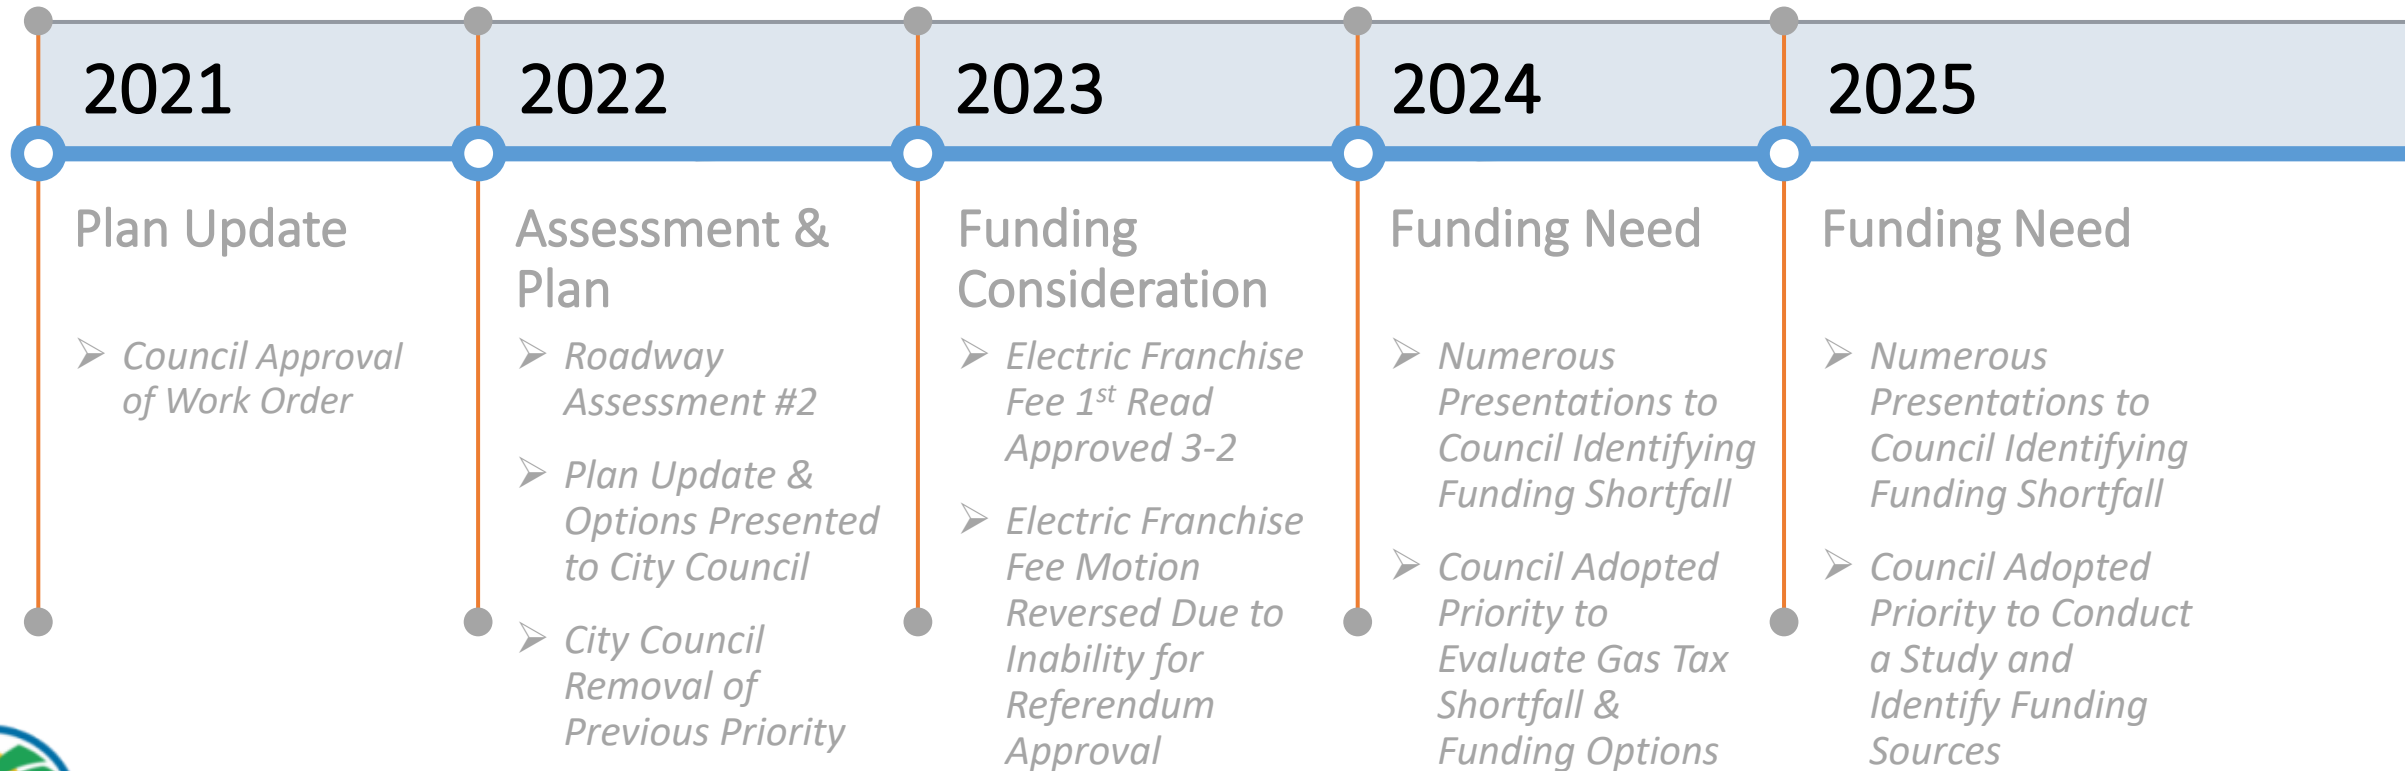 2021
Plan Update
➢ Council Approval
of Work Order
2022
Assessment &
Plan
➢ Roadway
Assessment #2
➢ Plan Update &
Options Presented
to City Council
➢ City Council
Removal of
Previous Priority
2023
Funding
Consideration
➢ Electric Franchise
Fee 1st Read
Approved 3-2
➢ Electric Franchise
Fee Motion
Reversed Due to
Inability for
Referendum
Approval
2024
Funding Need
➢ Numerous
Presentations to
Council Identifying
Funding Shortfall
➢ Council Adopted
Priority to
Evaluate Gas Tax
Shortfall &
Funding Options
2025
Funding Need
➢ Numerous
Presentations to
Council Identifying
Funding Shortfall
➢ Council Adopted
Priority to Conduct
a Study and
Identify Funding
Sources